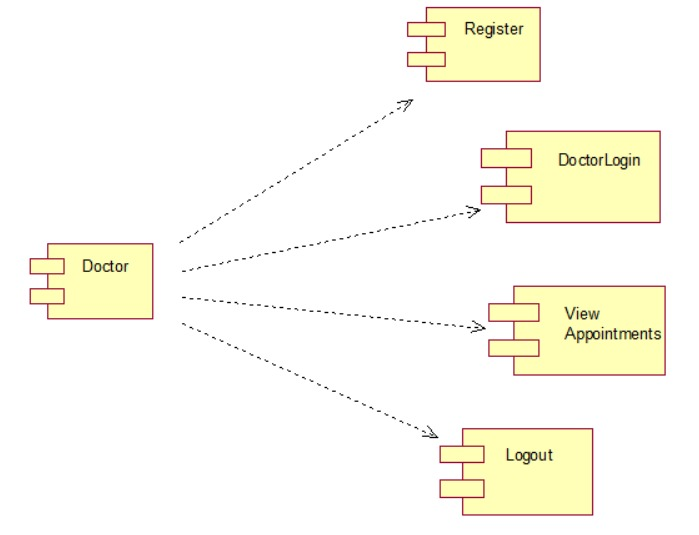 Register
DoctorLogin
Doctor
View
Appointments
Logout